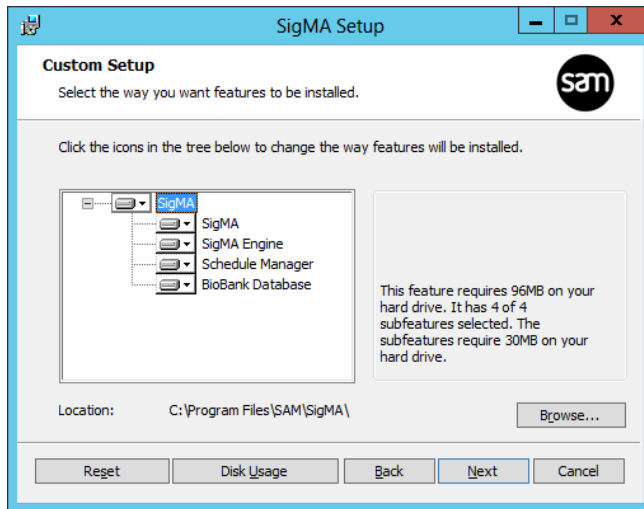 SigMA Setup
Custom Setup
Select the way you want features to be installed.
sam
Click the icons in the tree below to change the way features will be installed.
SigMA
SigMA
SigMA Engine
Schedule Manager
BioBank Database
This feature requires 96MB on your
hard drive. It has 4 of 4
subfeatures selected. The
subfeatures require 30MB on your
hard drive.
Location: C:\Program Files\SAM\SigMA\
Browse...
Reset Disk Usage Back Next Cancel